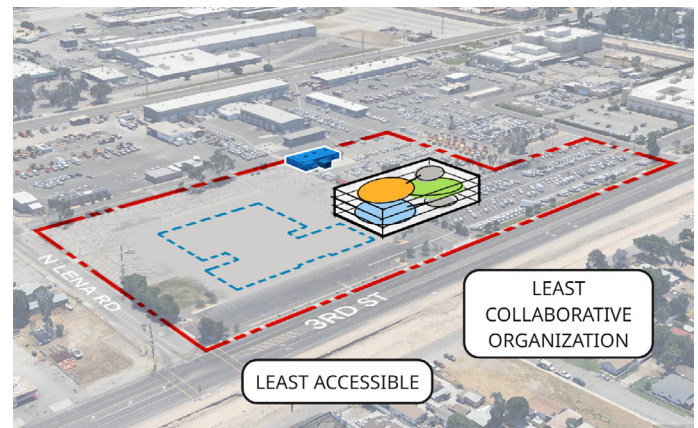 N LENA RD
3RD ST
LEAST
COLLABORATIVE
ORGANIZATION
LEAST ACCESSIBLE